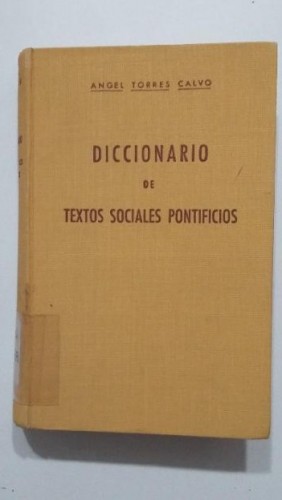 ANGEL TORRES CALVO
DICCIONARIO
DE
TEXTOS SOCIALES PONTIFICIOS